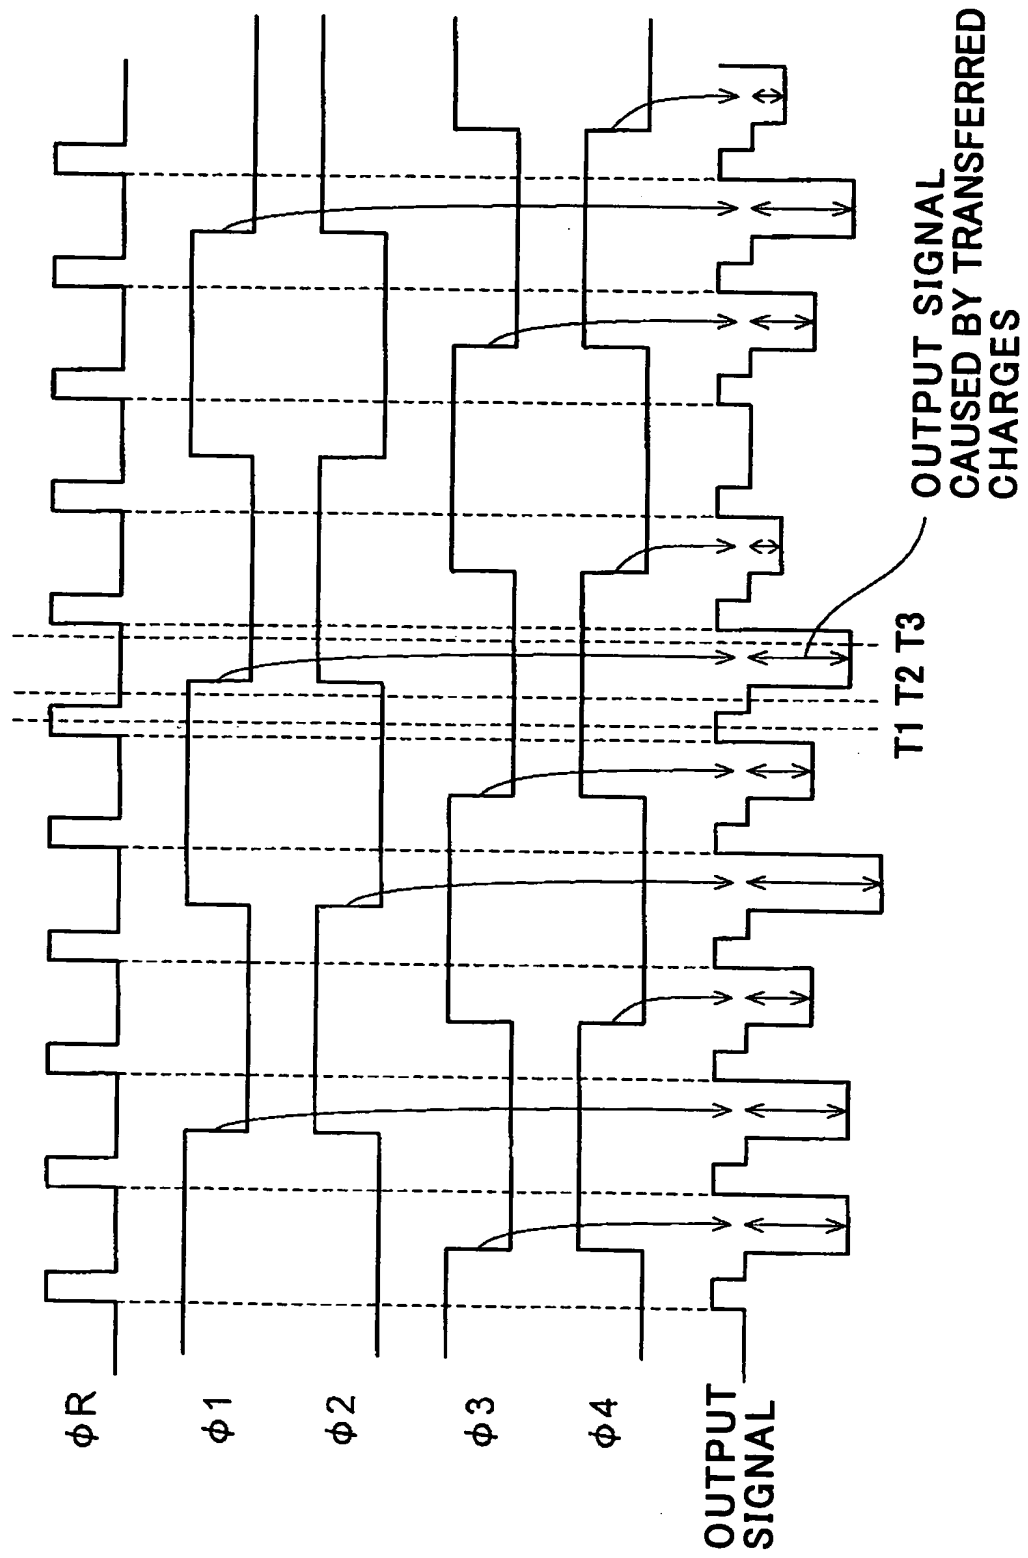 φR
φ1
φ2
φ3
φ4
OUTPUT
SIGNAL
T1 T2 T3
OUTPUT SIGNAL
CAUSED BY TRANSFERRED
CHARGES